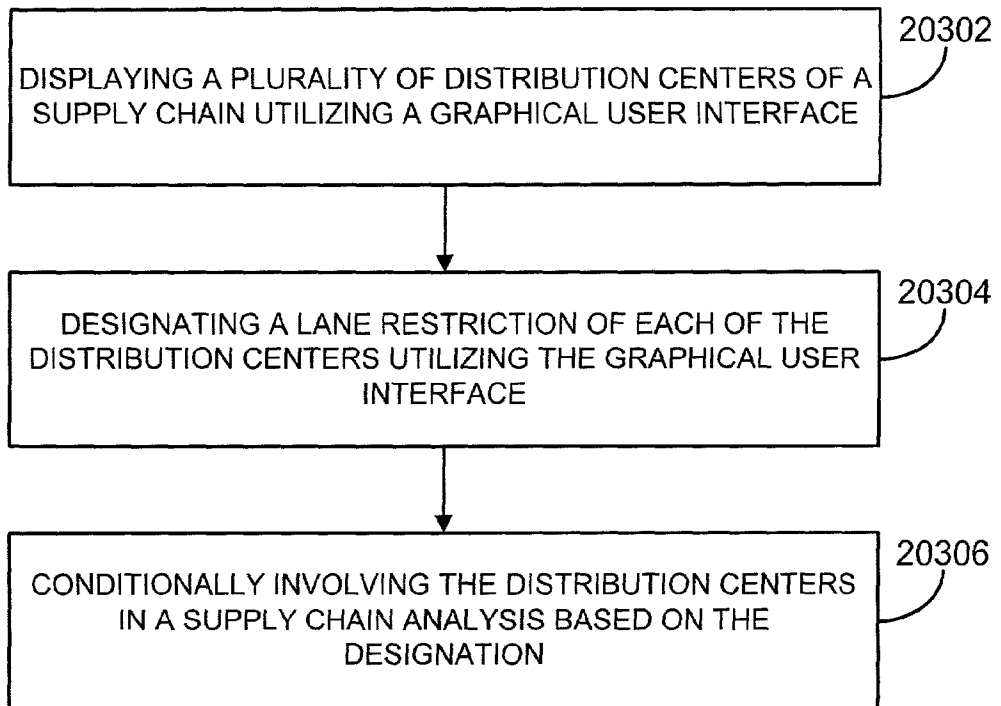 20302
DISPLAYING A PLURALITY OF DISTRIBUTION CENTERS OF A
SUPPLY CHAIN UTILIZING A GRAPHICAL USER INTERFACE
20304
DESIGNATING A LANE RESTRICTION OF EACH OF THE
DISTRIBUTION CENTERS UTILIZING THE GRAPHICAL USER
INTERFACE
20306
CONDITIONALLY INVOLVING THE DISTRIBUTION CENTERS
IN A SUPPLY CHAIN ANALYSIS BASED ON THE
DESIGNATION